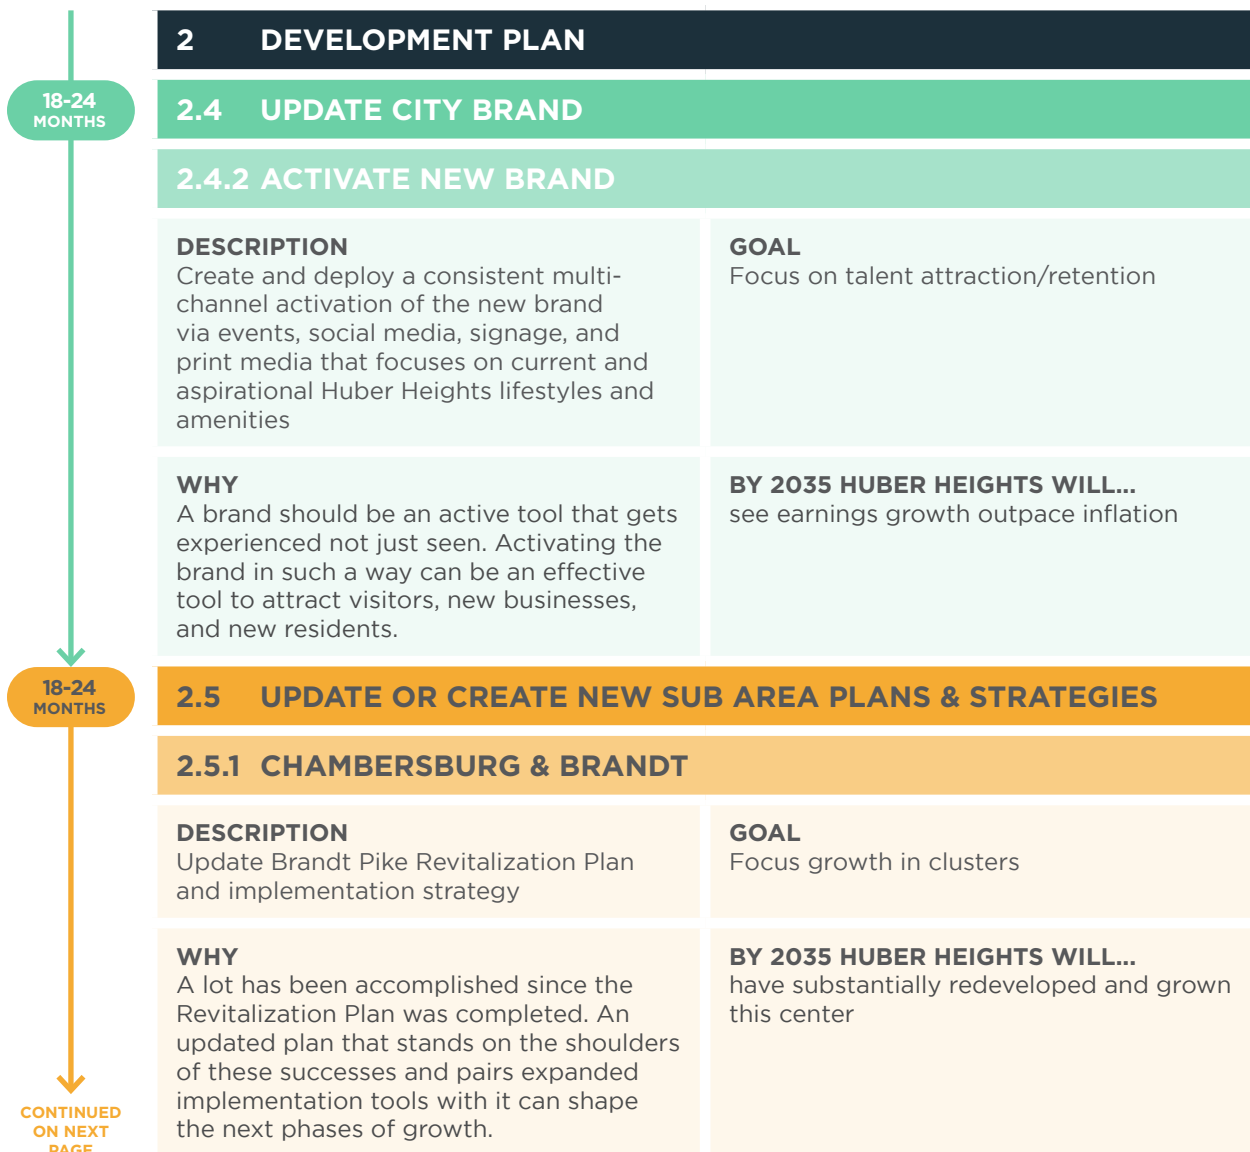 2 DEVELOPMENT PLAN
18-24
MONTHS
2.4 UPDATE CITY BRAND
2.4.2 ACTIVATE NEW BRAND
DESCRIPTION
Create and deploy a consistent multi-
channel activation of the new brand
via events, social media, signage, and
print media that focuses on current and
aspirational Huber Heights lifestyles and
amenities
GOAL
Focus on talent attraction/retention
WHY
A brand should be an active tool that gets
experienced not just seen. Activating the
brand in such a way can be an effective
tool to attract visitors, new businesses,
and new residents.
BY 2035 HUBER HEIGHTS WILL...
see earnings growth outpace inflation
18-24
MONTHS
2.5 UPDATE OR CREATE NEW SUB AREA PLANS & STRATEGIES
2.5.1 CHAMBERSBURG & BRANDT
DESCRIPTION
Update Brandt Pike Revitalization Plan
and implementation strategy
GOAL
Focus growth in clusters
WHY
A lot has been accomplished since the
Revitalization Plan was completed. An
updated plan that stands on the shoulders
of these successes and pairs expanded
implementation tools with it can shape
the next phases of growth.
BY 2035 HUBER HEIGHTS WILL...
have substantially redeveloped and grown
this center
CONTINUED
ON NEXT
PAGE